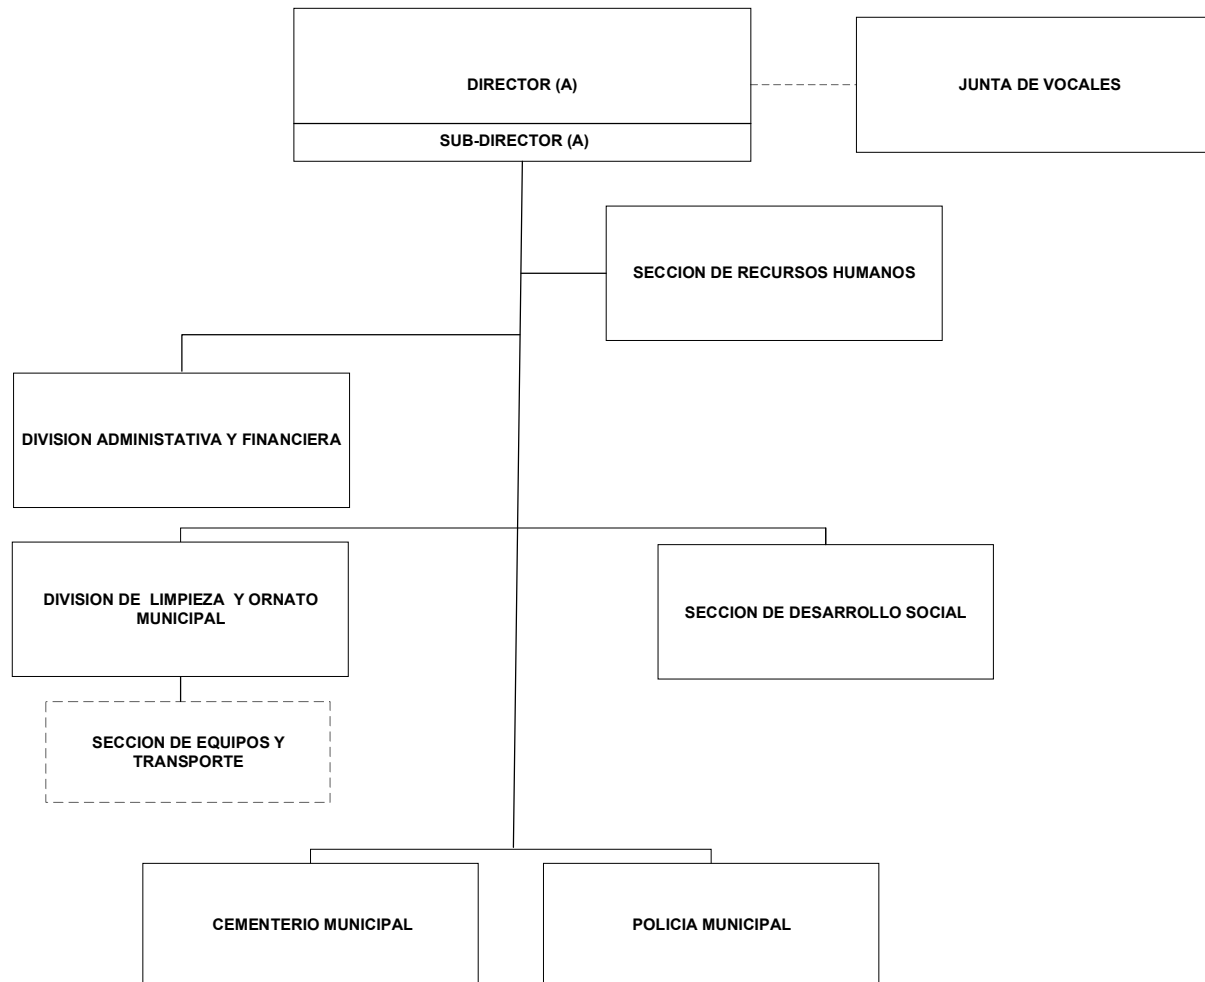 DIRECTOR (A)
JUNTA DE VOCALES
SUB-DIRECTOR (A)
SECCION DE RECURSOS HUMANOS
DIVISION ADMINISTATIVA Y FINANCIERA
DIVISION DE LIMPIEZA Y ORNATO
MUNICIPAL
SECCION DE DESARROLLO SOCIAL
SECCION DE EQUIPOS Y
TRANSPORTE
CEMENTERIO MUNICIPAL
POLICIA MUNICIPAL